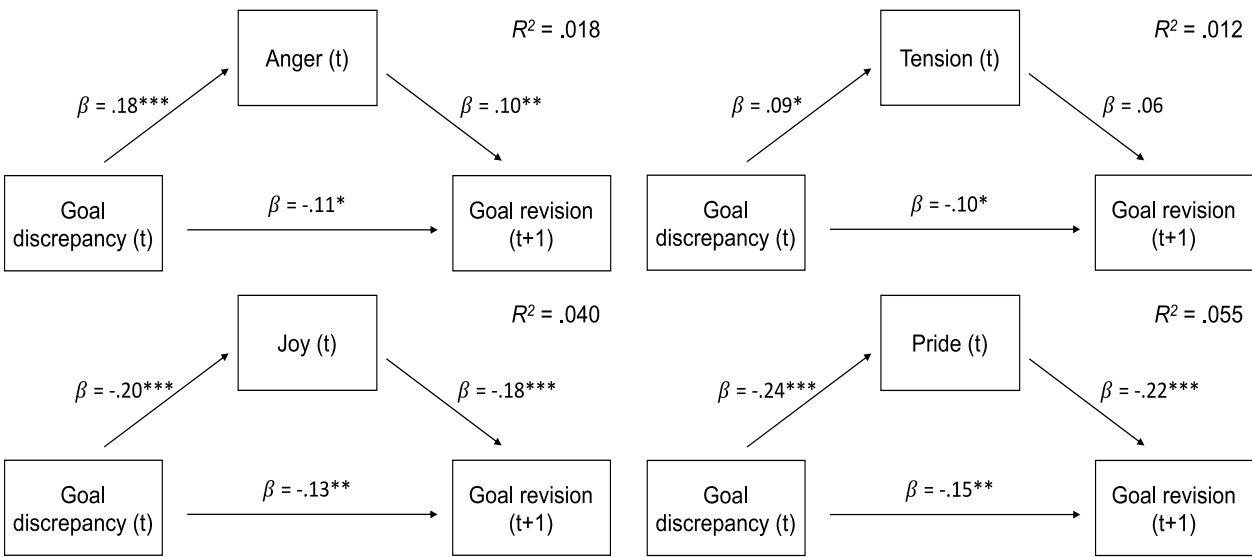 R² = .018
Anger (t)
β = .18***
β = .10**
Goal
discrepancy (t)
β = -.11*
Goal revision
(t+1)
R² = .012
Tension (t)
β = .09*
β = .06
Goal
discrepancy (t)
β = -.10*
Goal revision
(t+1)
R² = .040
Joy (t)
β = -.20***
β = -.18***
Goal
discrepancy (t)
β = -.13**
Goal revision
(t+1)
R² = .055
Pride (t)
β = -.24***
β = -.22***
Goal
discrepancy (t)
β = -.15**
Goal revision
(t+1)